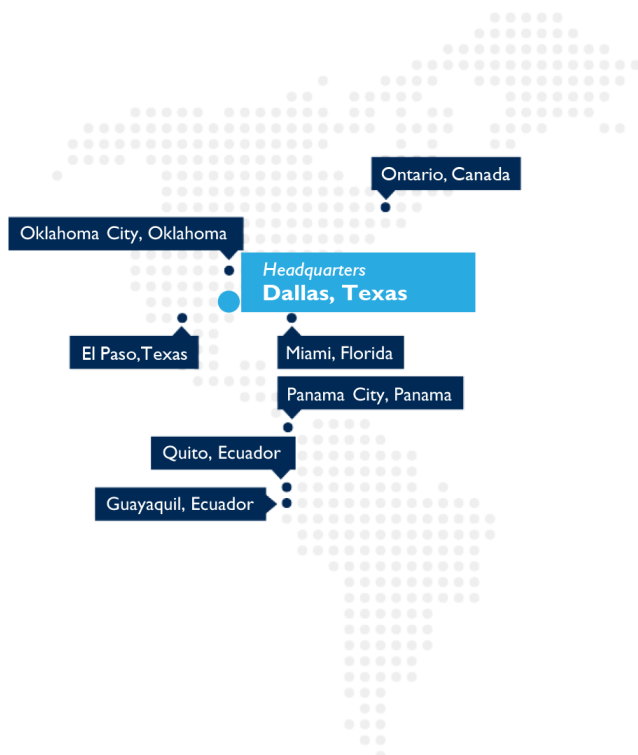 Ontario, Canada
Oklahoma City, Oklahoma
Headquarters
Dallas, Texas
El Paso,Texas
Miami, Florida
Panama City, Panama
Quito, Ecuador
Guayaquil, Ecuador